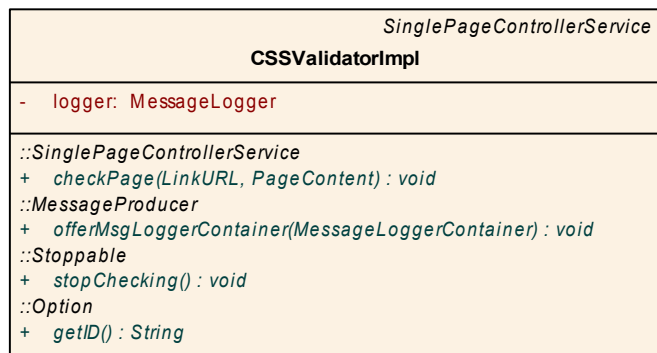 SinglePageControllerService
CSSValidatorImpl
- logger: MessageLogger
::SinglePageControllerService
+ checkPage(LinkURL, PageContent) : void
::MessageProducer
+ offerMsgLoggerContainer(MessageLoggerContainer) : void
::Stoppable
+ stopChecking() : void
::Option
+ getID() : String